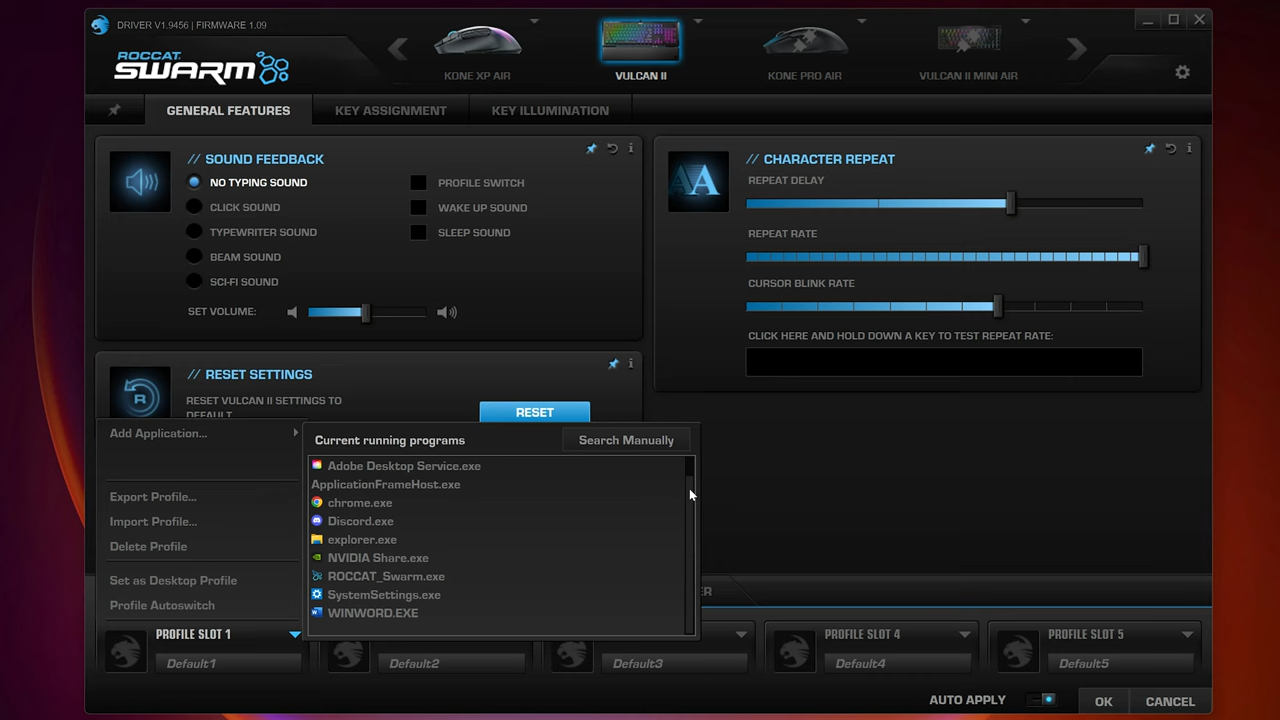 DRIVER V1.9456 | FIRMWARE 1.09
ROCCAT
SWARM
KONE XP AIR
VULCAN II
KONE PRO AIR
VULCAN II MINI AIR
GENERAL FEATURES
KEY ASSIGNMENT
KEY ILLUMINATION
// SOUND FEEDBACK
NO TYPING SOUND
CLICK SOUND
TYPEWRITER SOUND
BEAM SOUND
SCI-FI SOUND
PROFILE SWITCH
WAKE UP SOUND
SLEEP SOUND
SET VOLUME:
// CHARACTER REPEAT
REPEAT DELAY
REPEAT RATE
CURSOR BLINK RATE
CLICK HERE AND HOLD DOWN A KEY TO TEST REPEAT RATE:
// RESET SETTINGS
RESET VULCAN II SETTINGS TO
DEFAULT
RESET
Add Application...
Export Profile...
Import Profile...
Delete Profile
Set as Desktop Profile
Profile Autoswitch
Current running programs
Search Manually
Adobe Desktop Service.exe
ApplicationFrameHost.exe
chrome.exe
Discord.exe
explorer.exe
NVIDIA Share.exe
ROCCAT_Swarm.exe
SystemSettings.exe
WINWORD.EXE
ER
PROFILE SLOT 1
Default1
Default2
Default3
PROFILE SLOT 4
Default4
PROFILE SLOT 5
Default5
AUTO APPLY
OK
CANCEL